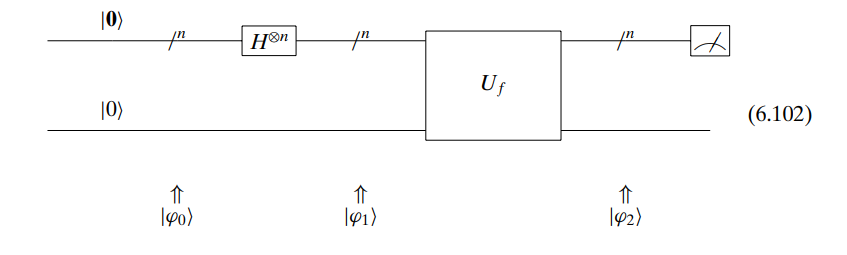 |𝟎⟩
/ⁿ H^{⊗n} /ⁿ /ⁿ
U_f
|0⟩
(6.102)
⇑ ⇑ ⇑
|φ₀⟩ |φ₁⟩ |φ₂⟩